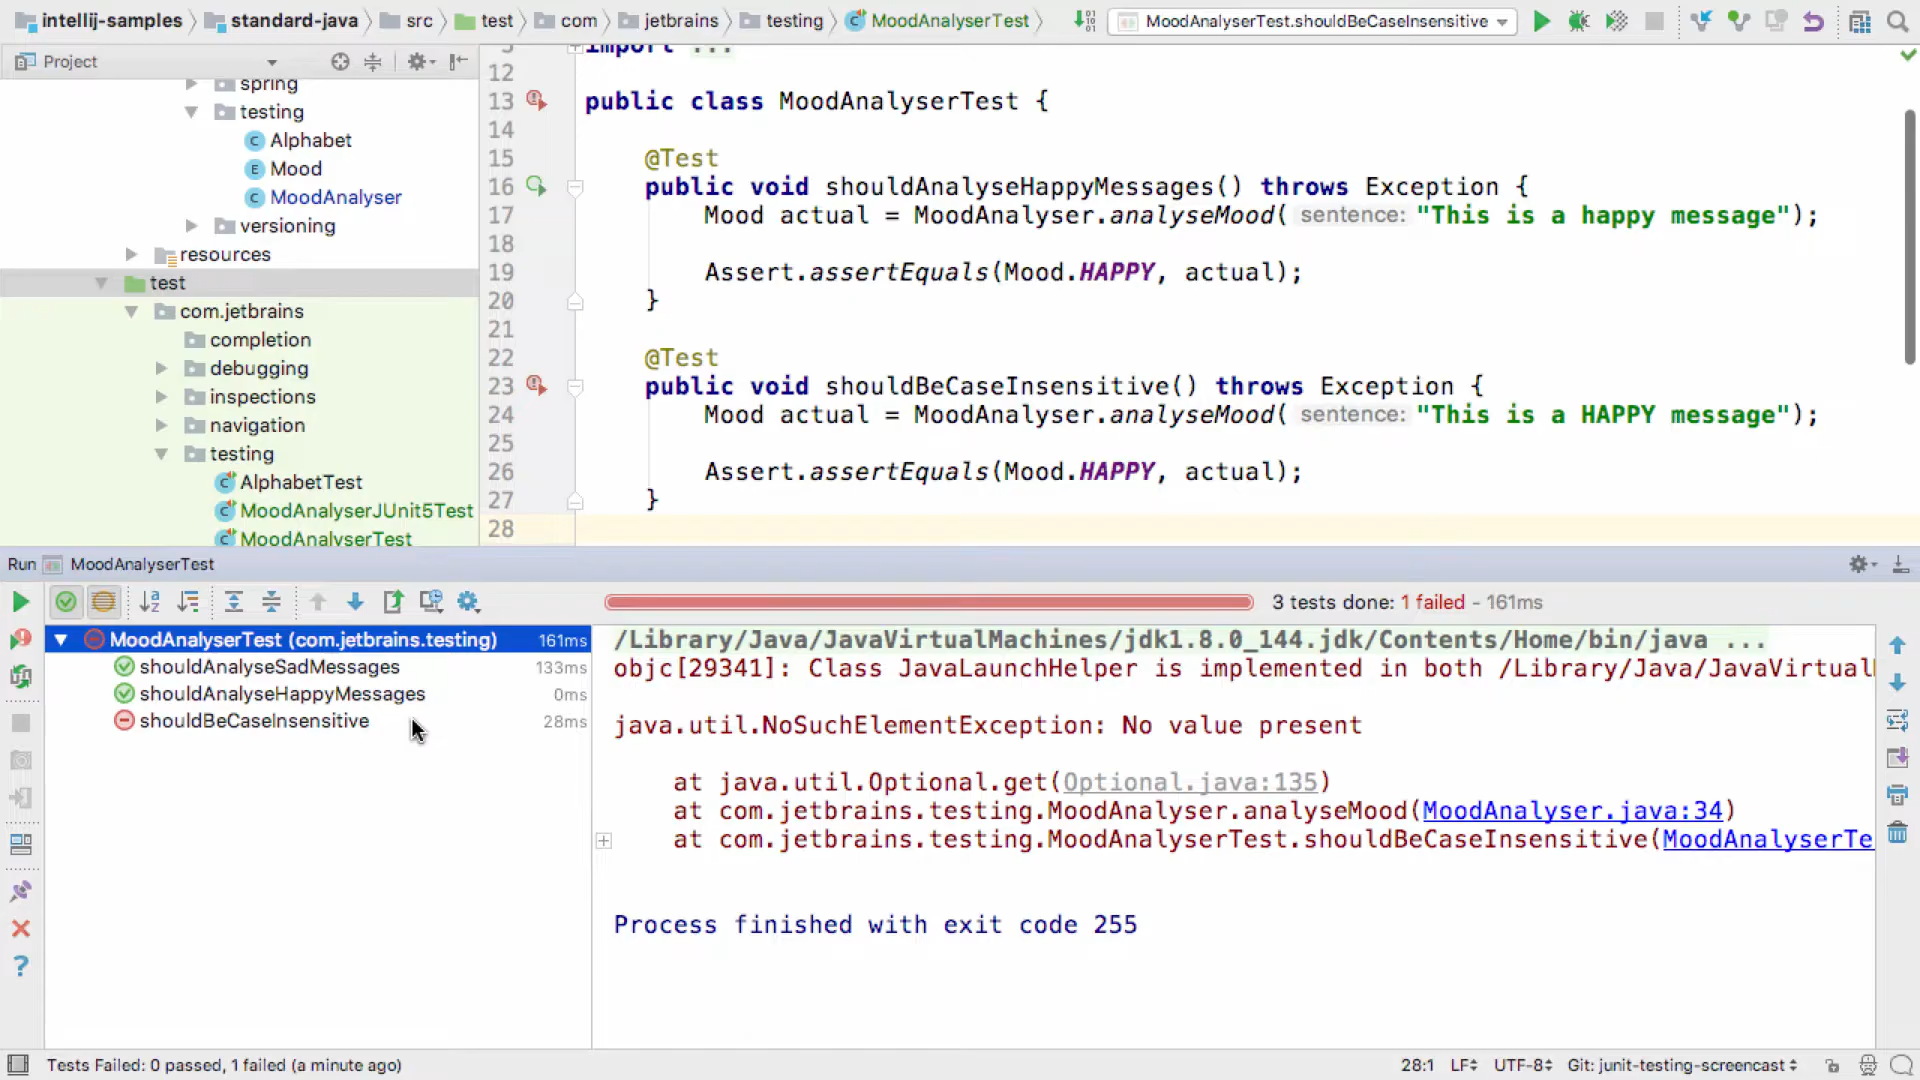 intellij-samples standard-java src test com jetbrains testing MoodAnalyserTest MoodAnalyserTest.shouldBeCaseInsensitive
Project
spring
testing
Alphabet
Mood
MoodAnalyser
versioning
resources
test
com.jetbrains
completion
debugging
inspections
navigation
testing
AlphabetTest
MoodAnalyserJUnit5Test
MoodAnalyserTest
import ...
12
13 public class MoodAnalyserTest {
14
15 @Test
16 public void shouldAnalyseHappyMessages() throws Exception {
17 Mood actual = MoodAnalyser.analyseMood( sentence: "This is a happy message");
18
19 Assert.assertEquals(Mood.HAPPY, actual);
20 }
21
22 @Test
23 public void shouldBeCaseInsensitive() throws Exception {
24 Mood actual = MoodAnalyser.analyseMood( sentence: "This is a HAPPY message");
25
26 Assert.assertEquals(Mood.HAPPY, actual);
27 }
28
Run MoodAnalyserTest
3 tests done: 1 failed - 161ms
MoodAnalyserTest (com.jetbrains.testing) 161ms
shouldAnalyseSadMessages 133ms
shouldAnalyseHappyMessages 0ms
shouldBeCaseInsensitive 28ms
/Library/Java/JavaVirtualMachines/jdk1.8.0_144.jdk/Contents/Home/bin/java ...
objc[29341]: Class JavaLaunchHelper is implemented in both /Library/Java/JavaVirtual
java.util.NoSuchElementException: No value present
at java.util.Optional.get(Optional.java:135)
at com.jetbrains.testing.MoodAnalyser.analyseMood(MoodAnalyser.java:34)
at com.jetbrains.testing.MoodAnalyserTest.shouldBeCaseInsensitive(MoodAnalyserTe
Process finished with exit code 255
Tests Failed: 0 passed, 1 failed (a minute ago)
28:1 LF UTF-8 Git: junit-testing-screencast